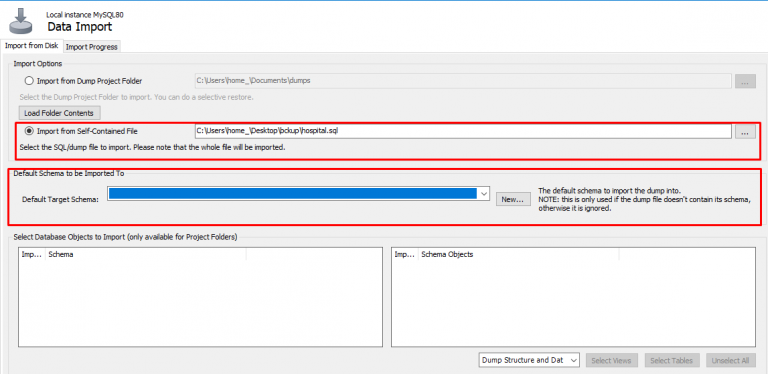 Local instance MySQL80
Data Import
Import from Disk Import Progress
Import Options
Import from Dump Project Folder C:\Users\home_\Documents\dumps ...
Select the Dump Project Folder to import. You can do a selective restore.
Load Folder Contents
Import from Self-Contained File C:\Users\home_\Desktop\bckup\hospital.sql ...
Select the SQL/dump file to import. Please note that the whole file will be imported.
Default Schema to be Imported To
Default Target Schema: New... The default schema to import the dump into.
NOTE: this is only used if the dump file doesn't contain its schema,
otherwise it is ignored.
Select Database Objects to Import (only available for Project Folders)
Imp... Schema Imp... Schema Objects
Dump Structure and Dat Select Views Select Tables Unselect All